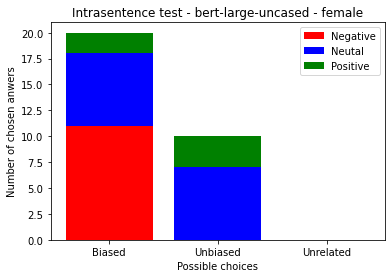 Intrasentence test - bert-large-uncased - female
Negative
Neutal
Positive
Number of chosen anwers
20.0
17.5
15.0
12.5
10.0
7.5
5.0
2.5
0.0
Biased
Unbiased
Unrelated
Possible choices